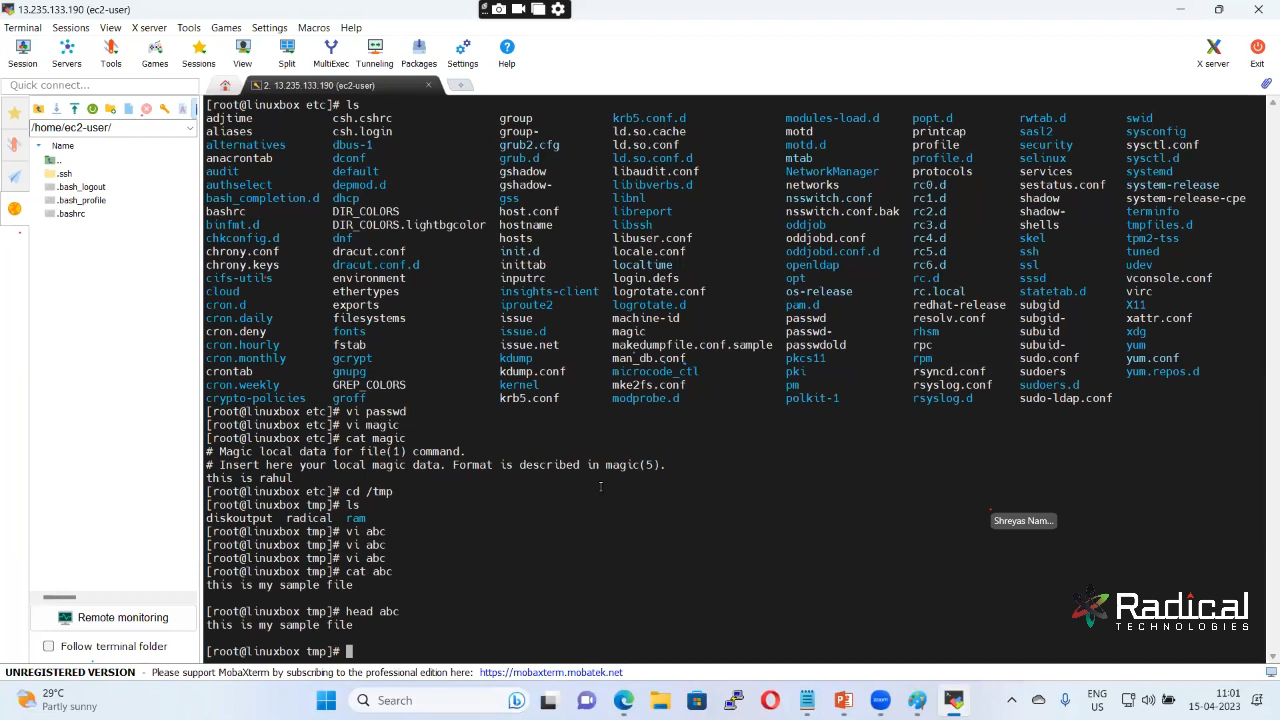 13.235.133.190 (ec2-user)
Terminal Sessions View X server Tools Games Settings Macros Help
Session Servers Tools Games Sessions View Split MultiExec Tunneling Packages Settings Help X server Exit
Quick connect...
2. 13.235.133.190 (ec2-user)
/home/ec2-user/
Name
..
.ssh
.bash_logout
.bash_profile
.bashrc
[root@linuxbox etc]# ls
adjtime csh.cshrc group krb5.conf.d modules-load.d popt.d rwtab.d swid
aliases csh.login group- ld.so.cache motd printcap sasl2 sysconfig
alternatives dbus-1 grub2.cfg ld.so.conf motd.d profile security sysctl.conf
anacrontab dconf grub.d ld.so.conf.d mtab profile.d selinux sysctl.d
audit default gshadow libaudit.conf NetworkManager protocols services systemd
authselect depmod.d gshadow- libibverbs.d networks rc0.d sestatus.conf system-release
bash_completion.d dhcp gss libnl nsswitch.conf rc1.d shadow system-release-cpe
bashrc DIR_COLORS host.conf libreport nsswitch.conf.bak rc2.d shadow- terminfo
binfmt.d DIR_COLORS.lightbgcolor hostname libssh oddjob rc3.d shells tmpfiles.d
chkconfig.d dnf hosts libuser.conf oddjobd.conf rc4.d skel tpm2-tss
chrony.conf dracut.conf init.d locale.conf oddjobd.conf.d rc5.d ssh tuned
chrony.keys dracut.conf.d inittab localtime openldap rc6.d ssl udev
cifs-utils environment inputrc login.defs opt rc.d sssd vconsole.conf
cloud ethertypes insights-client logrotate.conf os-release rc.local statetab.d virc
cron.d exports iproute2 logrotate.d pam.d redhat-release subgid X11
cron.daily filesystems issue machine-id passwd resolv.conf subgid- xattr.conf
cron.deny fonts issue.d magic passwd- rhsm subuid xdg
cron.hourly fstab issue.net makedumpfile.conf.sample passwdold rpc subuid- yum
cron.monthly gcrypt kdump man_db.conf pkcs11 rpm sudo.conf yum.conf
crontab gnupg kdump.conf microcode_ctl pki rsyncd.conf sudoers yum.repos.d
cron.weekly GREP_COLORS kernel mke2fs.conf pm rsyslog.conf sudoers.d
crypto-policies groff krb5.conf modprobe.d polkit-1 rsyslog.d sudo-ldap.conf
[root@linuxbox etc]# vi passwd
[root@linuxbox etc]# vi magic
[root@linuxbox etc]# cat magic
# Magic local data for file(1) command.
# Insert here your local magic data. Format is described in magic(5).
this is rahul
[root@linuxbox etc]# cd /tmp
[root@linuxbox tmp]# ls
diskoutput radical ram
[root@linuxbox tmp]# vi abc
[root@linuxbox tmp]# vi abc
[root@linuxbox tmp]# vi abc
[root@linuxbox tmp]# cat abc
this is my sample file
[root@linuxbox tmp]# head abc
this is my sample file
[root@linuxbox tmp]#
Shreyas Nam...
Radical
TECHNOLOGIES
Remote monitoring
Follow terminal folder
UNREGISTERED VERSION - Please support MobaXterm by subscribing to the professional edition here: https://mobaxterm.mobatek.net
29°C
Partly sunny
Search
ENG
US
11:01
15-04-2023